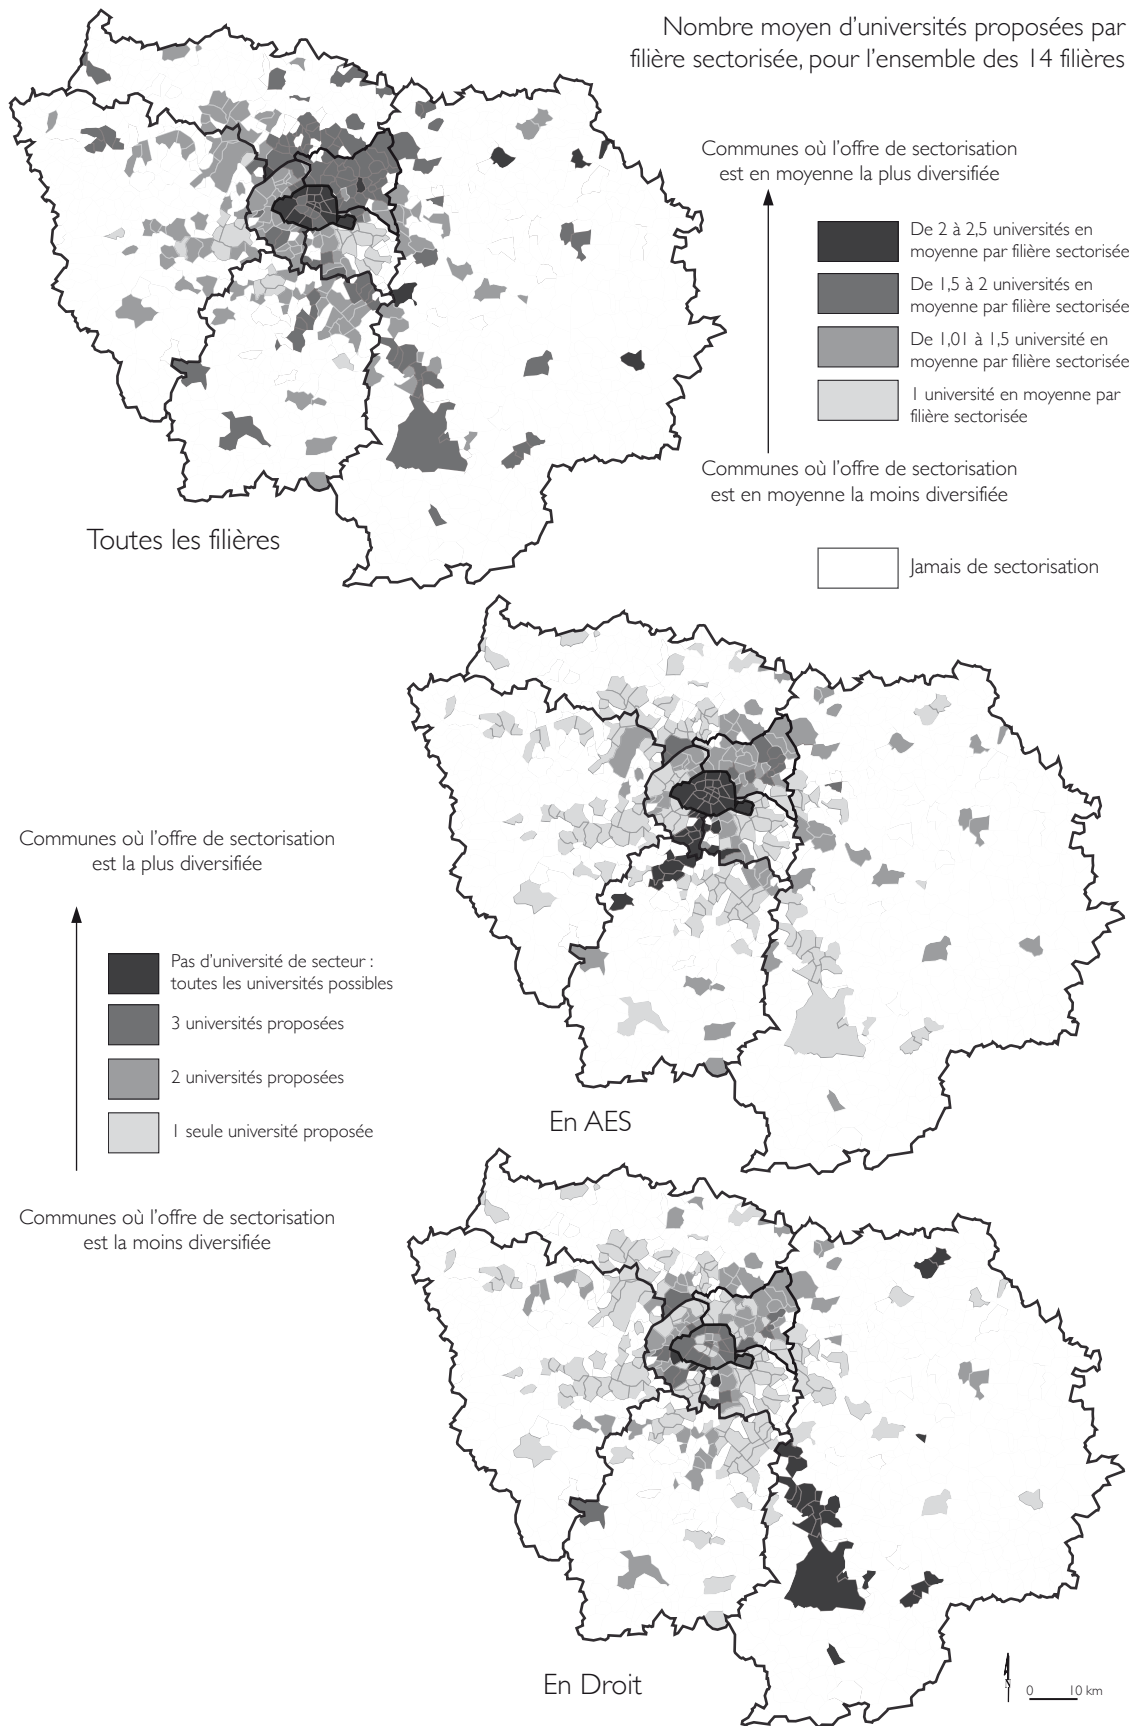 Nombre moyen d'universités proposées par
filière sectorisée, pour l'ensemble des 14 filières
Communes où l'offre de sectorisation
est en moyenne la plus diversifiée
De 2 à 2,5 universités en
moyenne par filière sectorisée
De 1,5 à 2 universités en
moyenne par filière sectorisée
De 1,01 à 1,5 université en
moyenne par filière sectorisée
1 université en moyenne par
filière sectorisée
Communes où l'offre de sectorisation
est en moyenne la moins diversifiée
Jamais de sectorisation
Toutes les filières
Communes où l'offre de sectorisation
est la plus diversifiée
Pas d'université de secteur :
toutes les universités possibles
3 universités proposées
2 universités proposées
1 seule université proposée
Communes où l'offre de sectorisation
est la moins diversifiée
En AES
En Droit
N
0 10 km